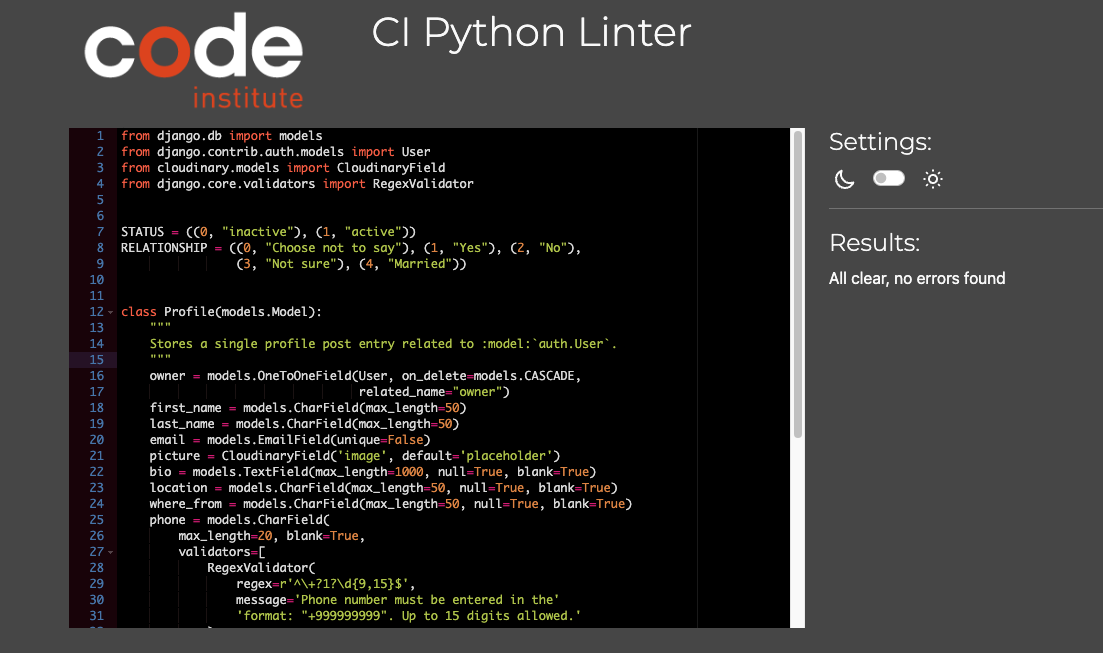 code
institute
CI Python Linter
1 from django.db import models
2 from django.contrib.auth.models import User
3 from cloudinary.models import CloudinaryField
4 from django.core.validators import RegexValidator
5
6
7 STATUS = ((0, "inactive"), (1, "active"))
8 RELATIONSHIP = ((0, "Choose not to say"), (1, "Yes"), (2, "No"),
9                 (3, "Not sure"), (4, "Married"))
10
11
12 class Profile(models.Model):
13     """
14     Stores a single profile post entry related to :model:`auth.User`.
15     """
16     owner = models.OneToOneField(User, on_delete=models.CASCADE,
17                                  related_name="owner")
18     first_name = models.CharField(max_length=50)
19     last_name = models.CharField(max_length=50)
20     email = models.EmailField(unique=False)
21     picture = CloudinaryField('image', default='placeholder')
22     bio = models.TextField(max_length=1000, null=True, blank=True)
23     location = models.CharField(max_length=50, null=True, blank=True)
24     where_from = models.CharField(max_length=50, null=True, blank=True)
25     phone = models.CharField(
26         max_length=20, blank=True,
27         validators=[
28             RegexValidator(
29                 regex=r'^\+?1?\d{9,15}$',
30                 message='Phone number must be entered in the'
31                 'format: "+999999999". Up to 15 digits allowed.'
Settings:
Results:
All clear, no errors found